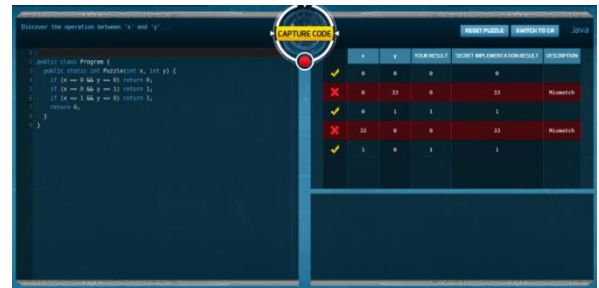 Discover the operation between 'x' and 'y'...
CAPTURE CODE
RESET PUZZLE SWITCH TO C# Java
1
2 public class Program {
3 public static int Puzzle(int x, int y) {
4 if (x == 0 && y == 0) return 0;
5 if (x == 0 && y == 1) return 1;
6 if (x == 1 && y == 0) return 1;
7 return 0;
8 }
9 }
x y YOUR RESULT SECRET IMPLEMENTATION RESULT DESCRIPTION
0 0 0 0
0 33 0 33 Mismatch
0 1 1 1
33 0 0 33 Mismatch
1 0 1 1